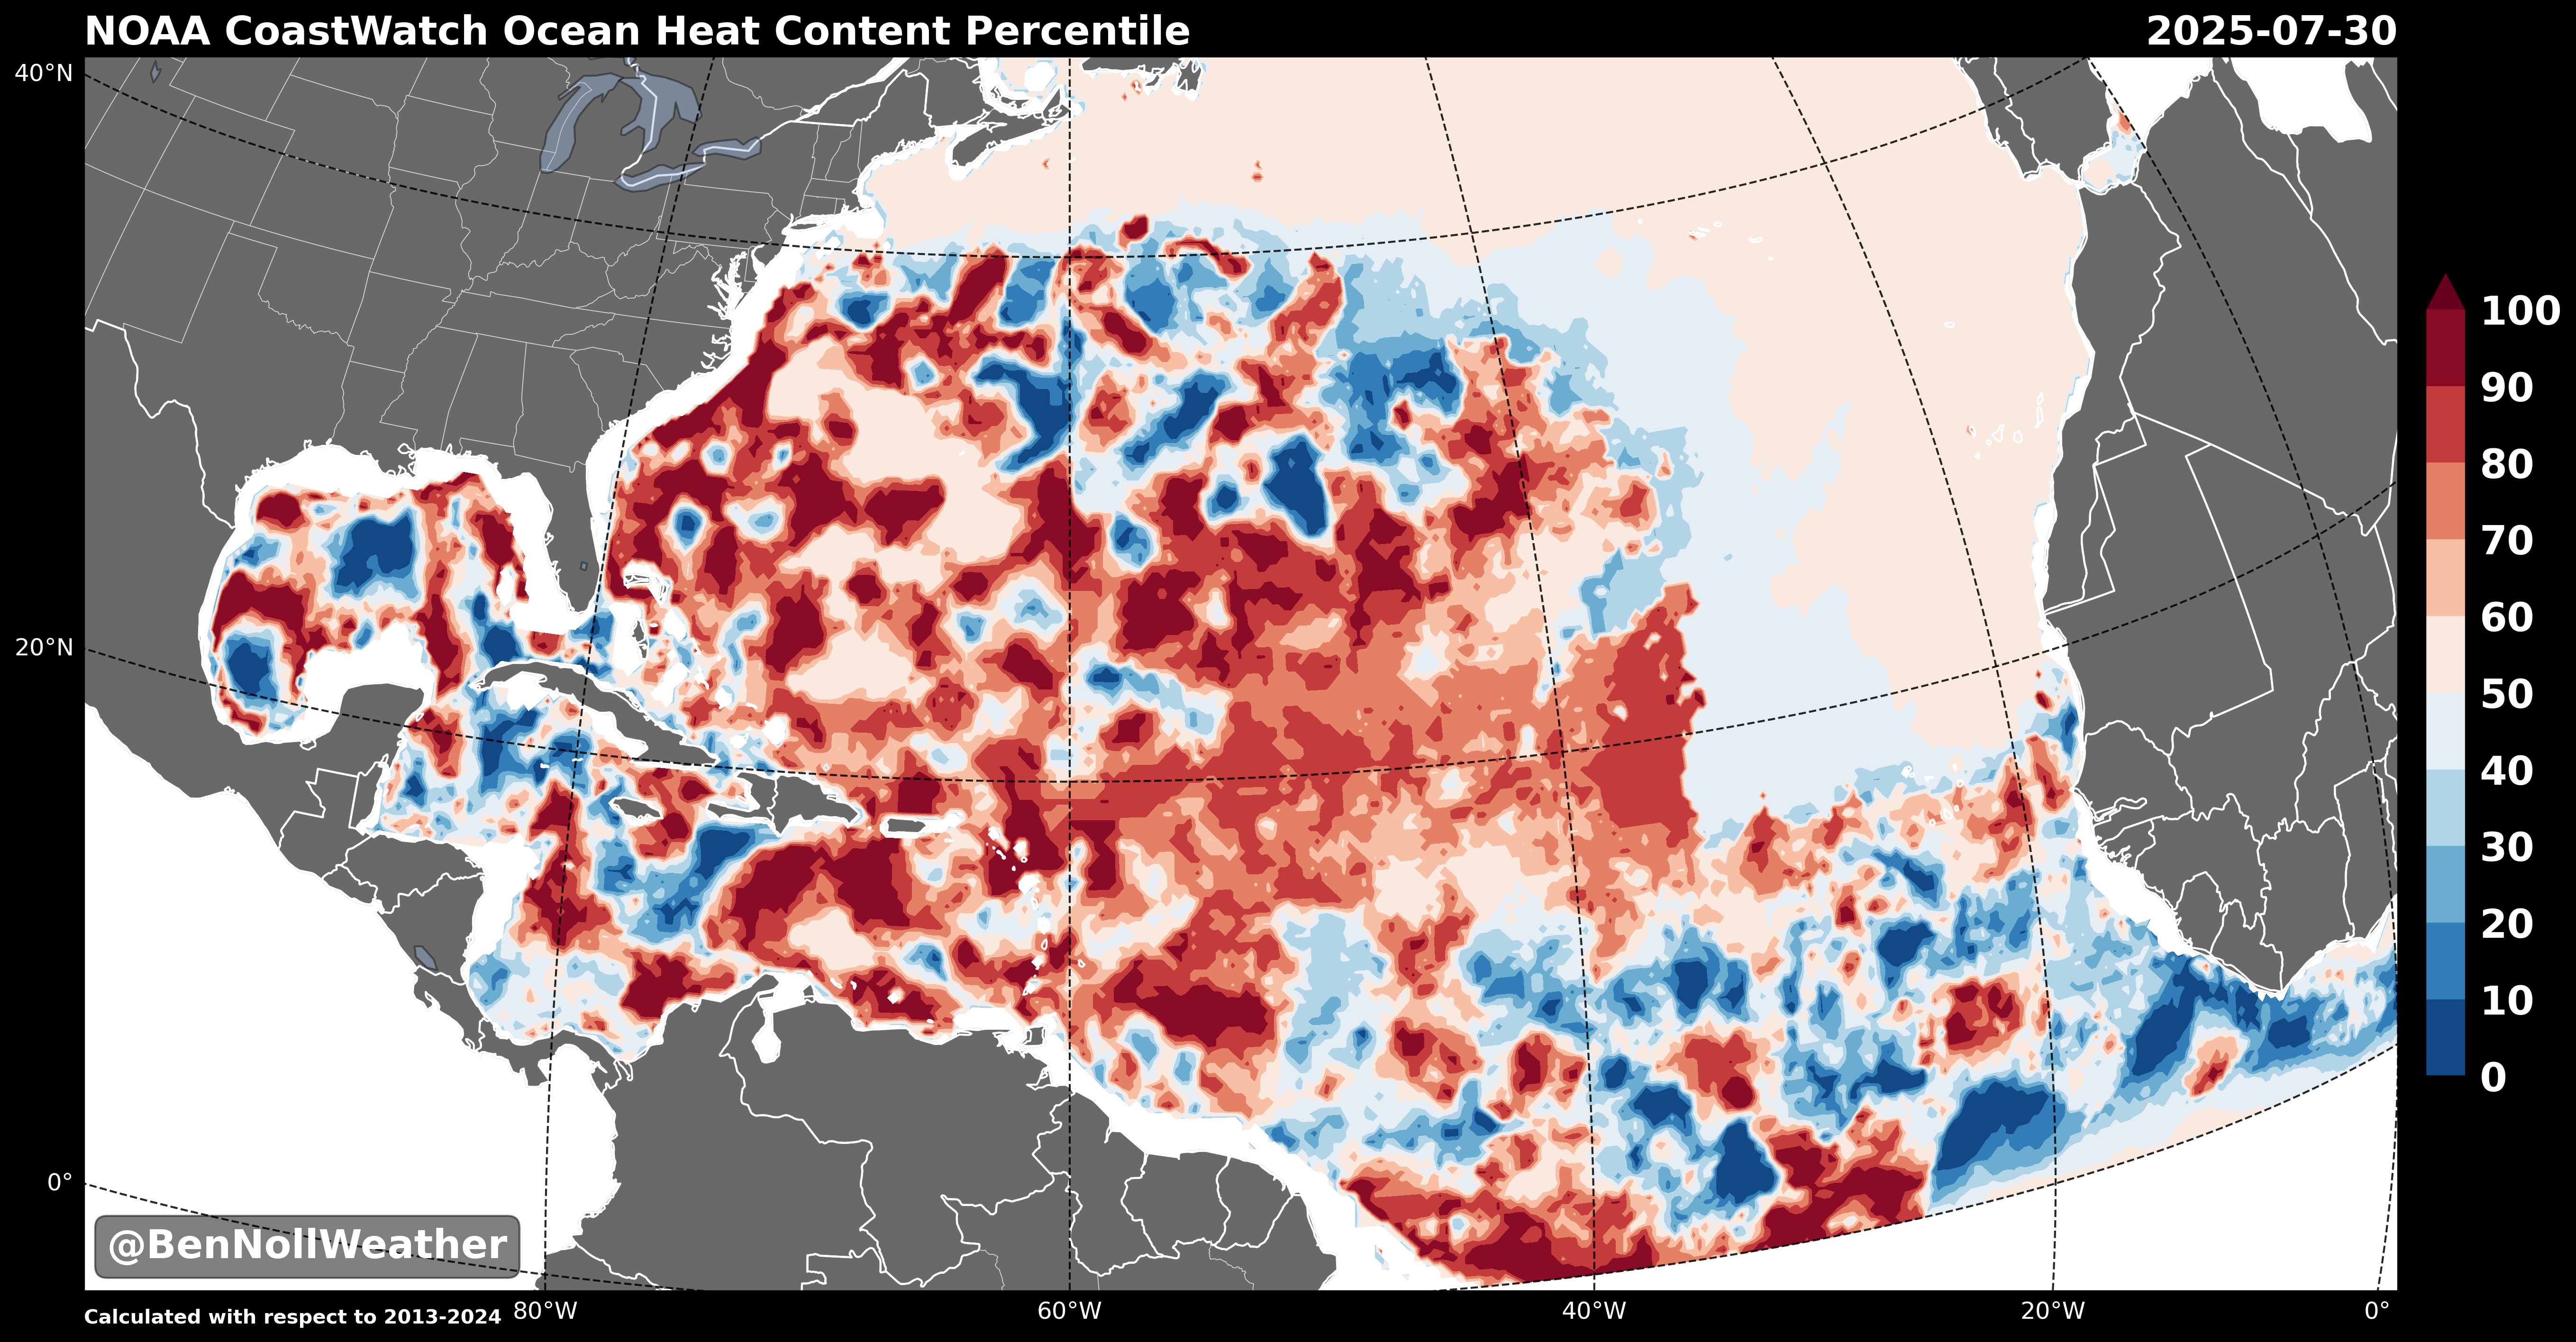 NOAA CoastWatch Ocean Heat Content Percentile
2025-07-30
40°N
20°N
0°
100
90
80
70
60
50
40
30
20
10
0
@BenNollWeather
Calculated with respect to 2013-2024
80°W
60°W
40°W
20°W
0°